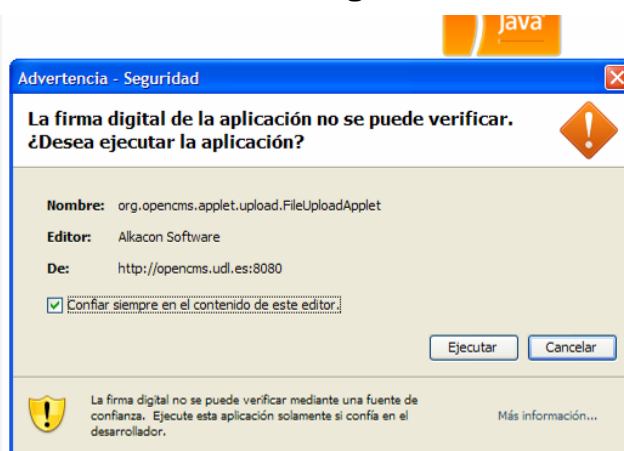 Java
Advertencia - Seguridad
La firma digital de la aplicación no se puede verificar.
¿Desea ejecutar la aplicación?
Nombre: org.opencms.applet.upload.FileUploadApplet
Editor: Alkacon Software
De: http://opencms.udl.es:8080
Confiar siempre en el contenido de este editor.
Ejecutar Cancelar
La firma digital no se puede verificar mediante una fuente de
confianza. Ejecute esta aplicación solamente si confía en el
desarrollador.
Más información...